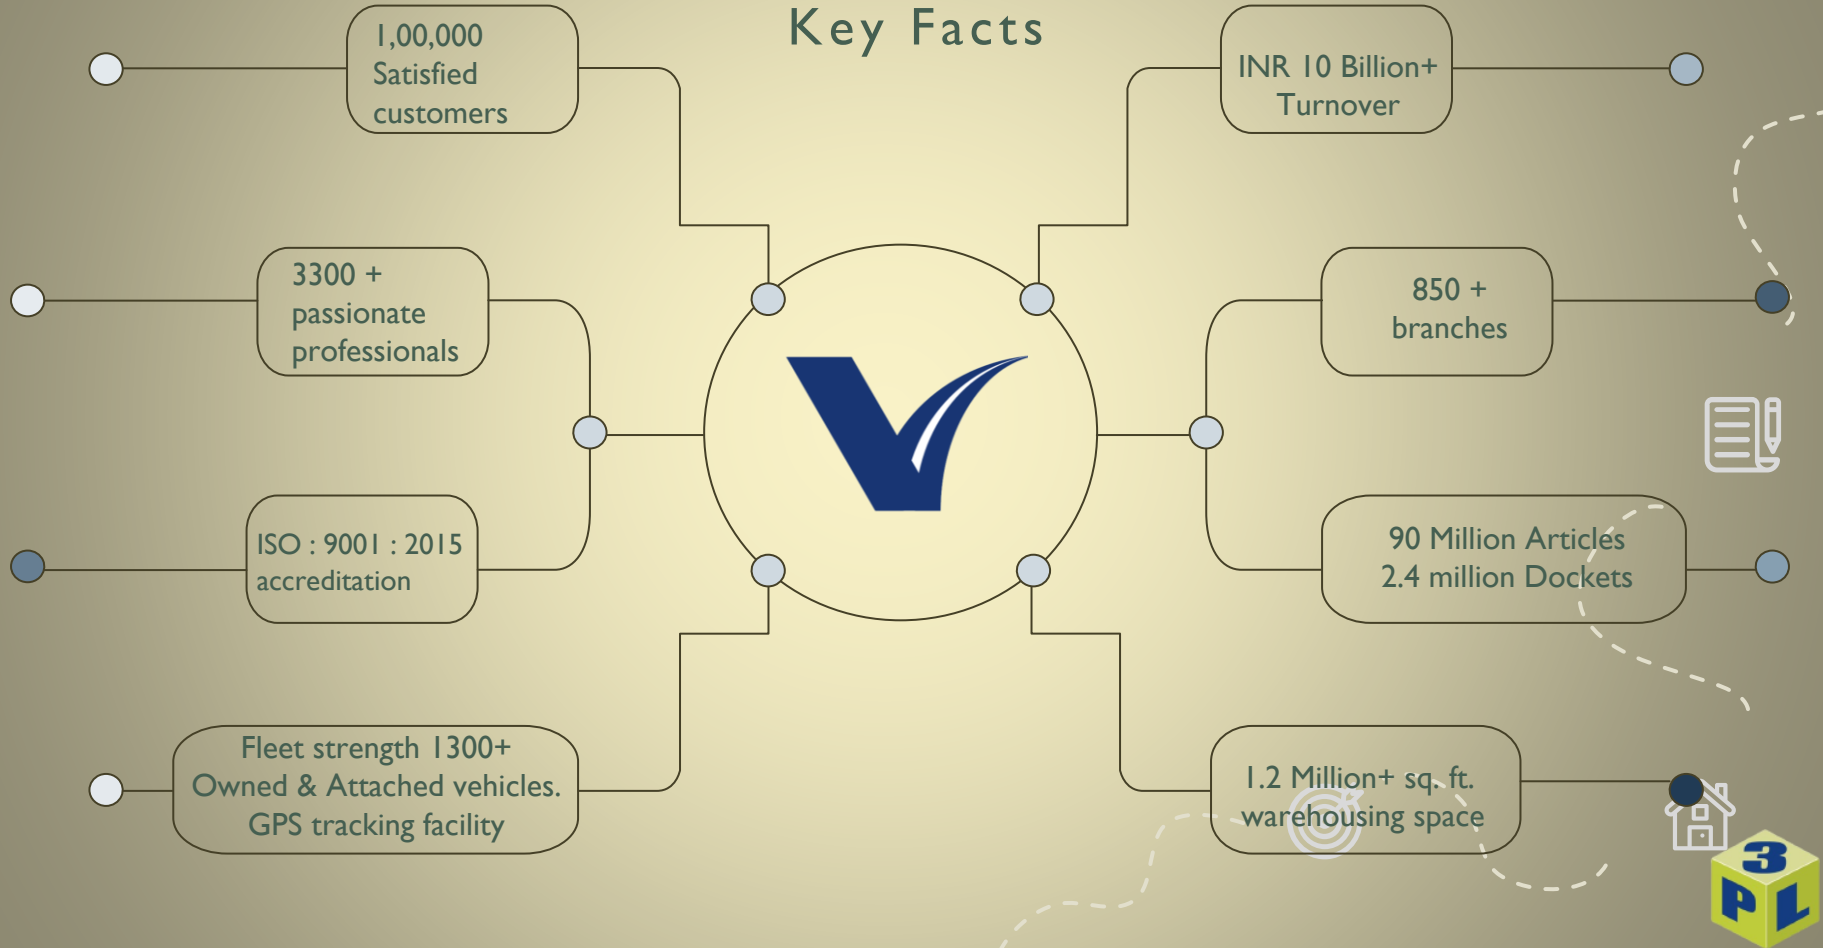 Key Facts
1,00,000
Satisfied
customers
INR 10 Billion+
Turnover
3300 +
passionate
professionals
850 +
branches
ISO : 9001 : 2015
accreditation
90 Million Articles
2.4 million Dockets
Fleet strength 1300+
Owned & Attached vehicles.
GPS tracking facility
1.2 Million+ sq. ft.
warehousing space
3
P L